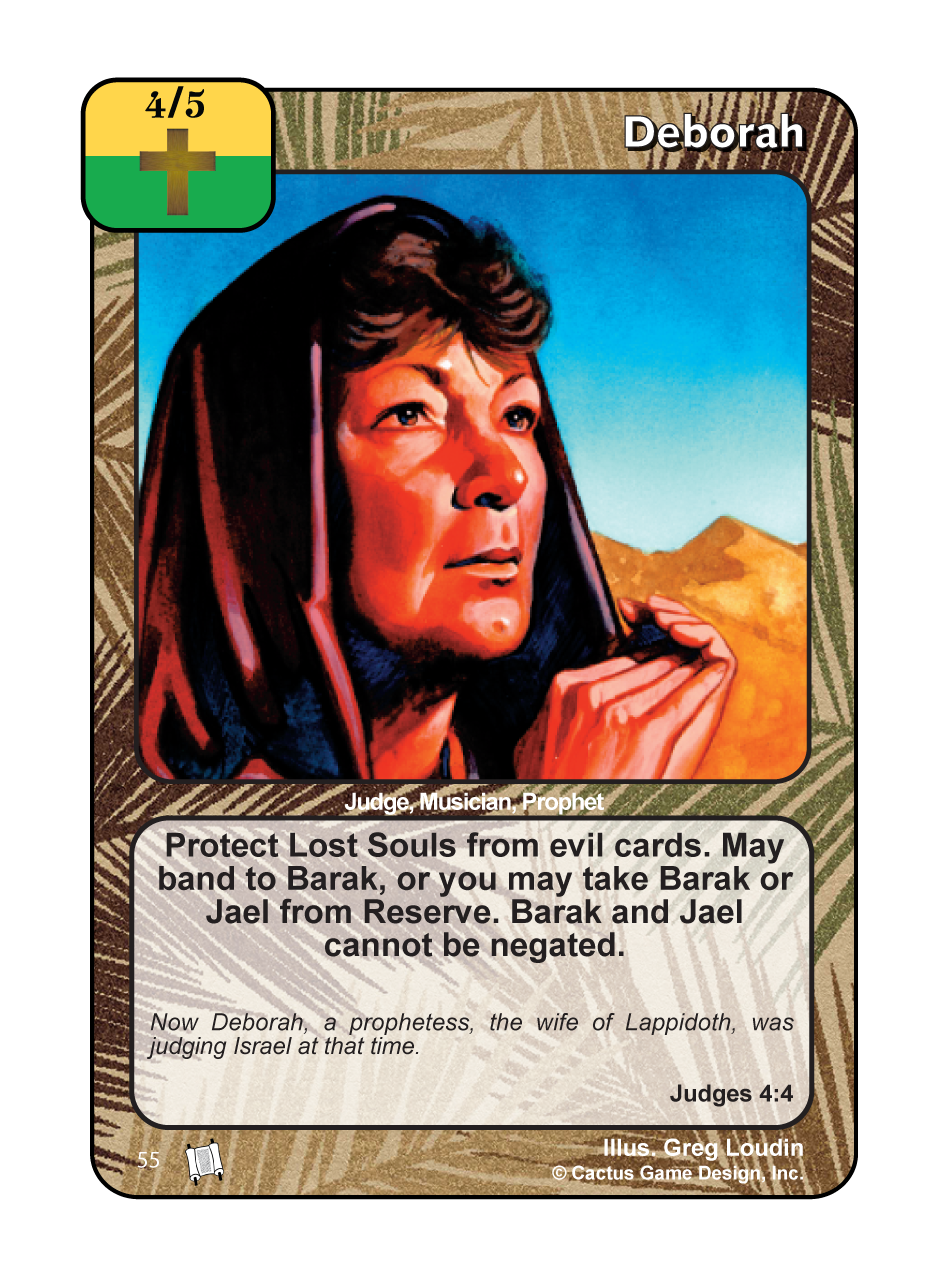 4/5
Deborah
Judge, Musician, Prophet
Protect Lost Souls from evil cards. May
band to Barak, or you may take Barak or
Jael from Reserve. Barak and Jael
cannot be negated.
Now Deborah, a prophetess, the wife of Lappidoth, was
judging Israel at that time.
Judges 4:4
55
Illus. Greg Loudin
© Cactus Game Design, Inc.